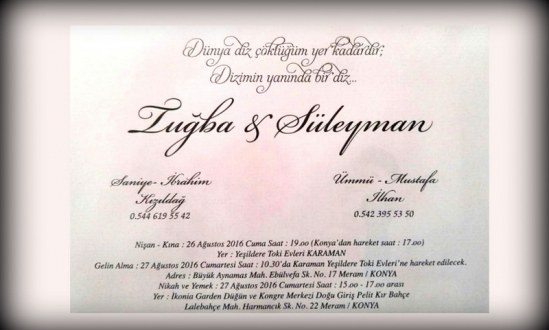 Dünya diz çöktüğüm yer kadardır;
Dizimin yanında bir diz...
Tuğba & Süleyman
Saniye - İbrahim
Kızıldağ
0.544 619 55 42
Ümmü - Mustafa
İlhan
0.542 395 53 50
Nişan - Kına : 26 Ağustos 2016 Cuma Saat : 19.00 (Konya'dan hareket saat : 17.00)
Yer : Yeşildere Toki Evleri KARAMAN
Gelin Alma : 27 Ağustos 2016 Cumartesi Saat : 10.30'da Karaman Yeşildere Toki Evleri'ne hareket edilecek.
Adres : Büyük Aynamas Mah. Ebülvefa Sk. No. 17 Meram / KONYA
Nikah ve Yemek : 27 Ağustos 2016 Cumartesi Saat : 15.00 - 17.00 arası
Yer : İkonia Garden Düğün ve Kongre Merkezi Doğu Giriş Pelit Kır Bahçe
Lalebahçe Mah. Harmancık Sk. No. 22 Meram / KONYA